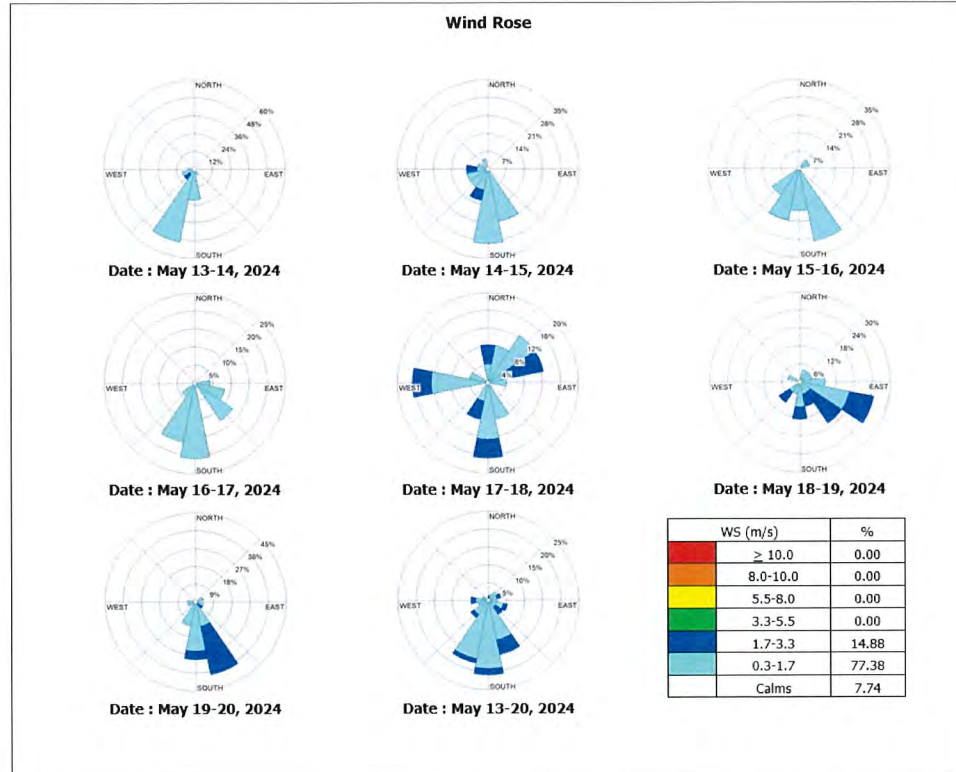 Wind Rose
NORTH
60%
48%
36%
24%
12%
WEST
EAST
SOUTH
Date : May 13-14, 2024
NORTH
35%
28%
21%
14%
7%
WEST
EAST
SOUTH
Date : May 14-15, 2024
NORTH
35%
28%
21%
14%
7%
WEST
EAST
SOUTH
Date : May 15-16, 2024
NORTH
25%
20%
15%
10%
5%
WEST
EAST
SOUTH
Date : May 16-17, 2024
NORTH
20%
16%
12%
8%
4%
WEST
EAST
SOUTH
Date : May 17-18, 2024
NORTH
30%
24%
18%
12%
6%
WEST
EAST
SOUTH
Date : May 18-19, 2024
NORTH
45%
36%
27%
18%
9%
WEST
EAST
SOUTH
Date : May 19-20, 2024
NORTH
25%
20%
15%
10%
5%
WEST
EAST
SOUTH
Date : May 13-20, 2024
WS (m/s) %
≥ 10.0 0.00
8.0-10.0 0.00
5.5-8.0 0.00
3.3-5.5 0.00
1.7-3.3 14.88
0.3-1.7 77.38
Calms 7.74